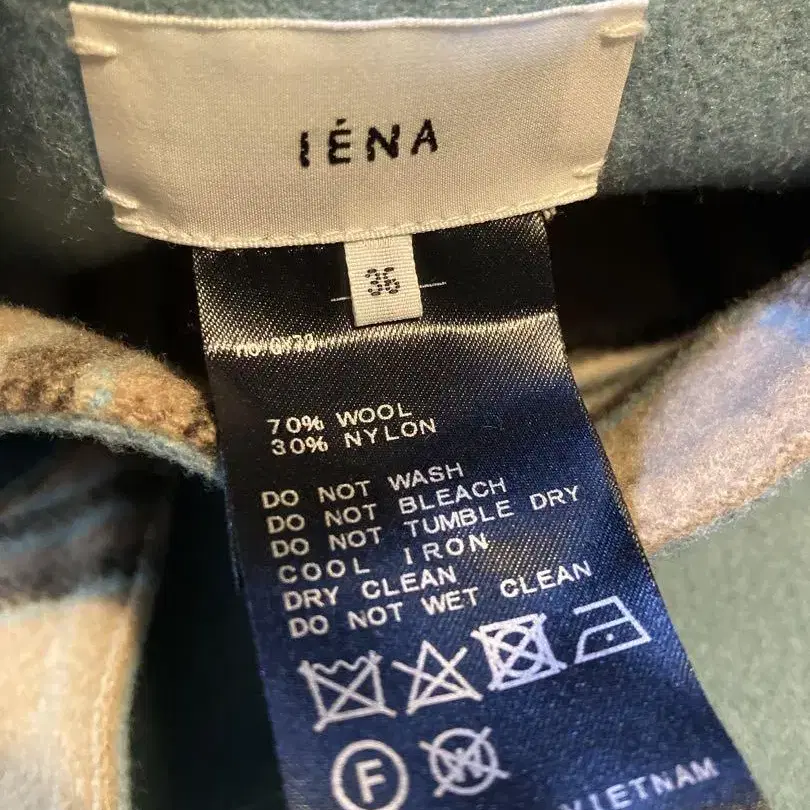 IÉNA
36
70% WOOL
30% NYLON
DO NOT WASH
DO NOT BLEACH
DO NOT TUMBLE DRY
COOL IRON
DRY CLEAN
DO NOT WET CLEAN
F
W
VIETNAM